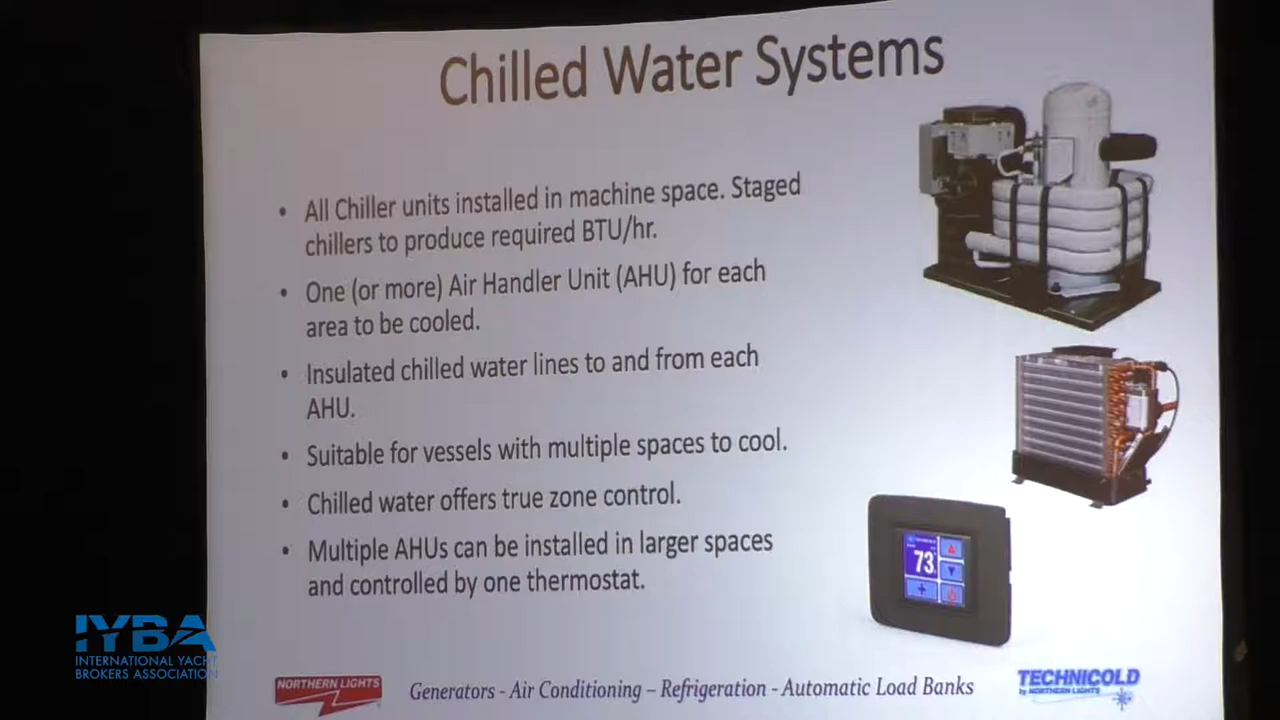 Chilled Water Systems
• All Chiller units installed in machine space. Staged
chillers to produce required BTU/hr.
• One (or more) Air Handler Unit (AHU) for each
area to be cooled.
• Insulated chilled water lines to and from each
AHU.
• Suitable for vessels with multiple spaces to cool.
• Chilled water offers true zone control.
• Multiple AHUs can be installed in larger spaces
and controlled by one thermostat.
73
IYBA
INTERNATIONAL YACHT
BROKERS ASSOCIATION
NORTHERN LIGHTS
Generators - Air Conditioning – Refrigeration - Automatic Load Banks
TECHNICOLD
by NORTHERN LIGHTS